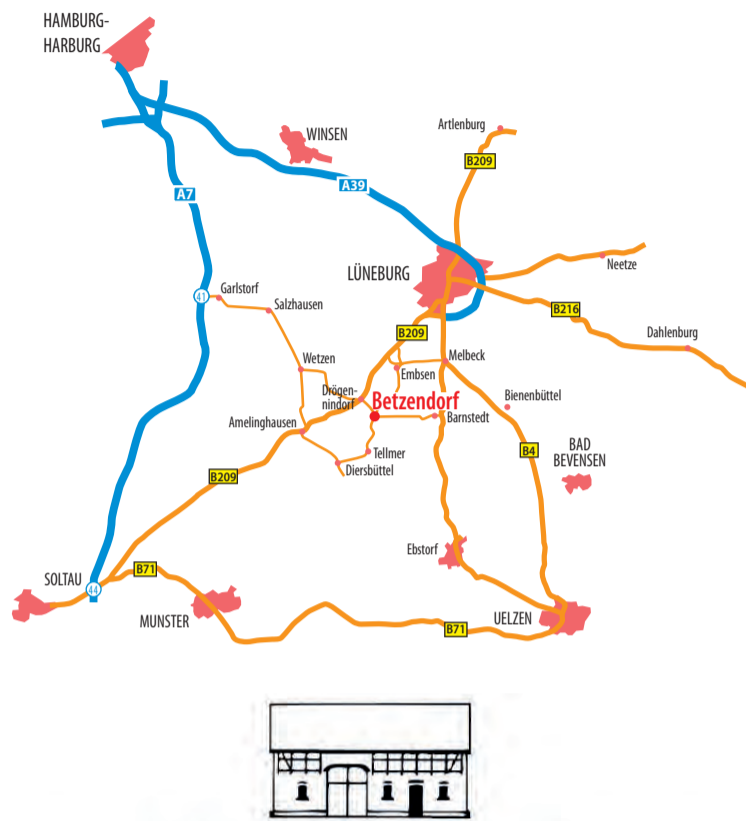 HAMBURG-
HARBURG
WINSEN
Artlenburg
B209
A7
A39
LÜNEBURG
Neetze
41
Garlstorf
Salzhausen
B216
B209
Dahlenburg
Wetzen
Melbeck
Embsen
Drögen-
nindorf
Betzendorf
Bienenbüttel
Amelinghausen
Barnstedt
BAD
BEVENSEN
Tellmer
B4
Diersbüttel
B209
Ebstorf
B71
SOLTAU
44
MUNSTER
UELZEN
B71